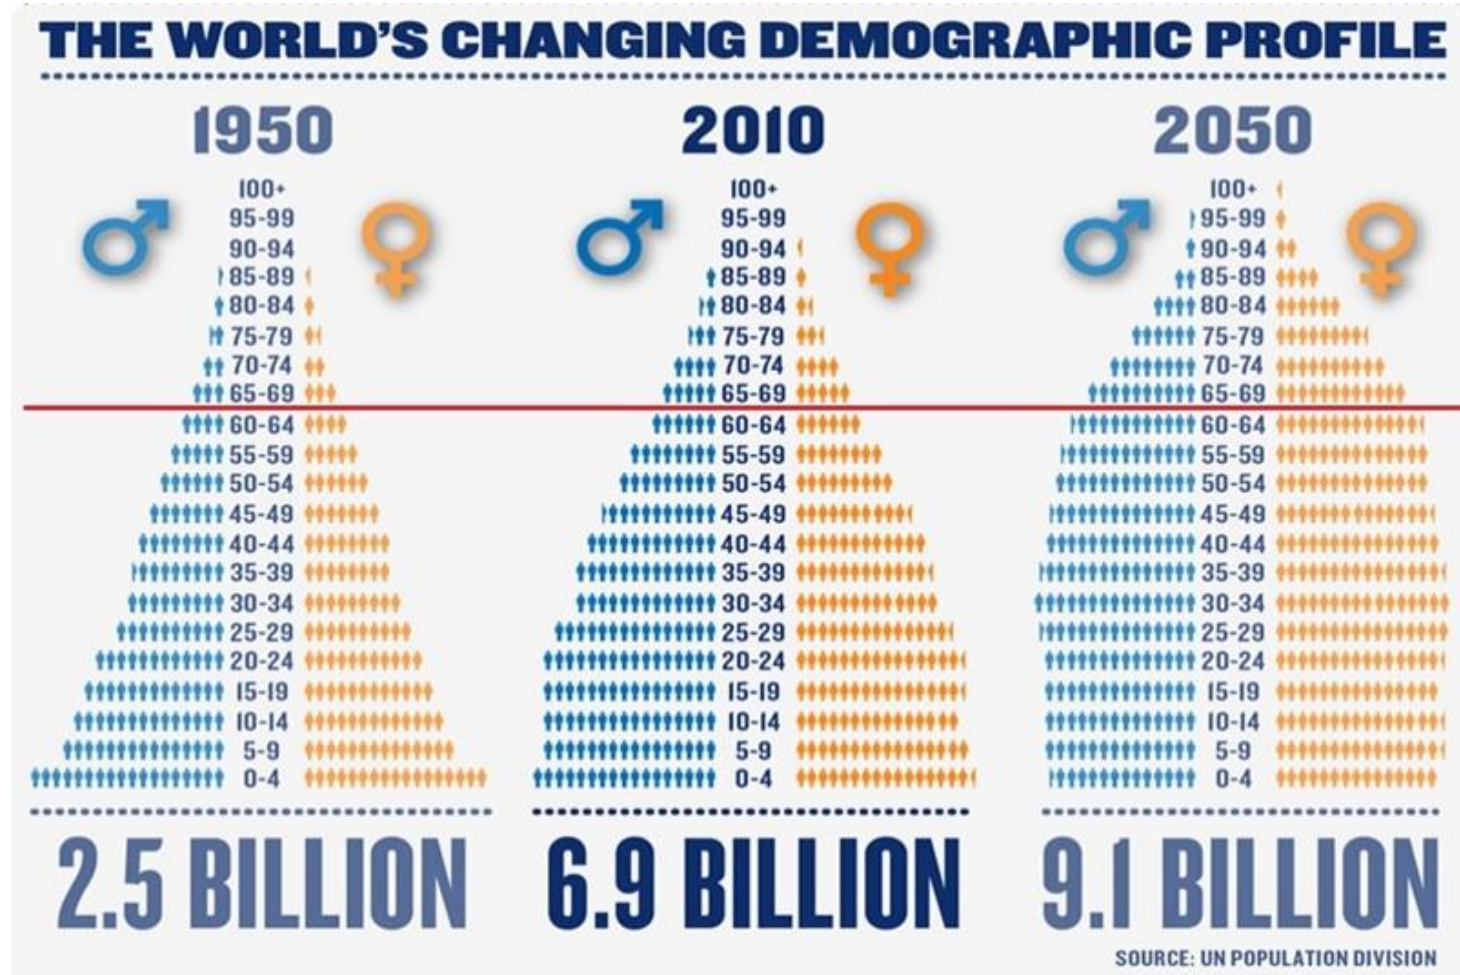 THE WORLD'S CHANGING DEMOGRAPHIC PROFILE
1950 2010 2050
100+ 100+ 100+
95-99 95-99 95-99
90-94 90-94 90-94
85-89 85-89 85-89
80-84 80-84 80-84
75-79 75-79 75-79
70-74 70-74 70-74
65-69 65-69 65-69
60-64 60-64 60-64
55-59 55-59 55-59
50-54 50-54 50-54
45-49 45-49 45-49
40-44 40-44 40-44
35-39 35-39 35-39
30-34 30-34 30-34
25-29 25-29 25-29
20-24 20-24 20-24
15-19 15-19 15-19
10-14 10-14 10-14
5-9 5-9 5-9
0-4 0-4 0-4
2.5 BILLION 6.9 BILLION 9.1 BILLION
SOURCE: UN POPULATION DIVISION